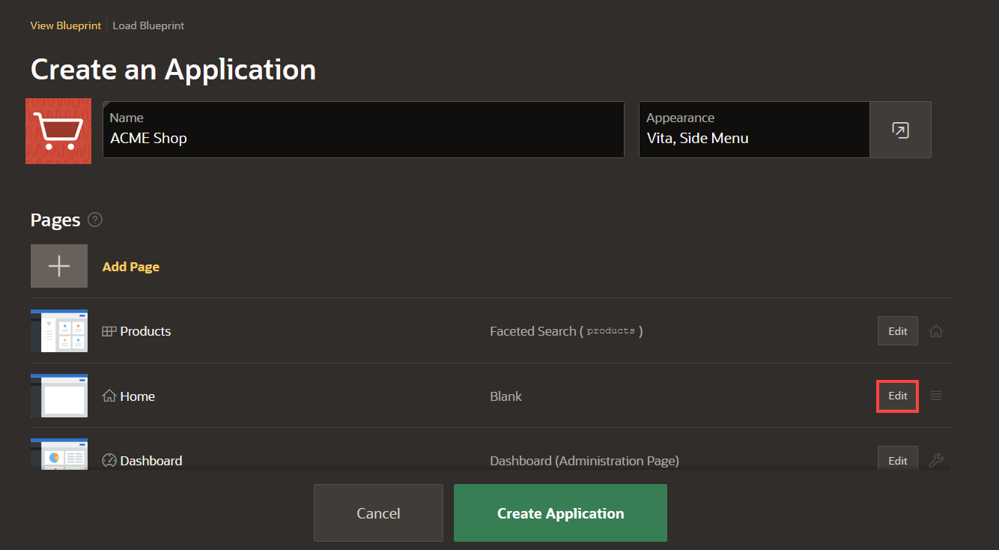 View Blueprint Load Blueprint
Create an Application
Name
ACME Shop
Appearance
Vita, Side Menu
Pages ?
Add Page
Products Faceted Search ( products ) Edit
Home Blank Edit
Dashboard Dashboard (Administration Page) Edit
Cancel Create Application